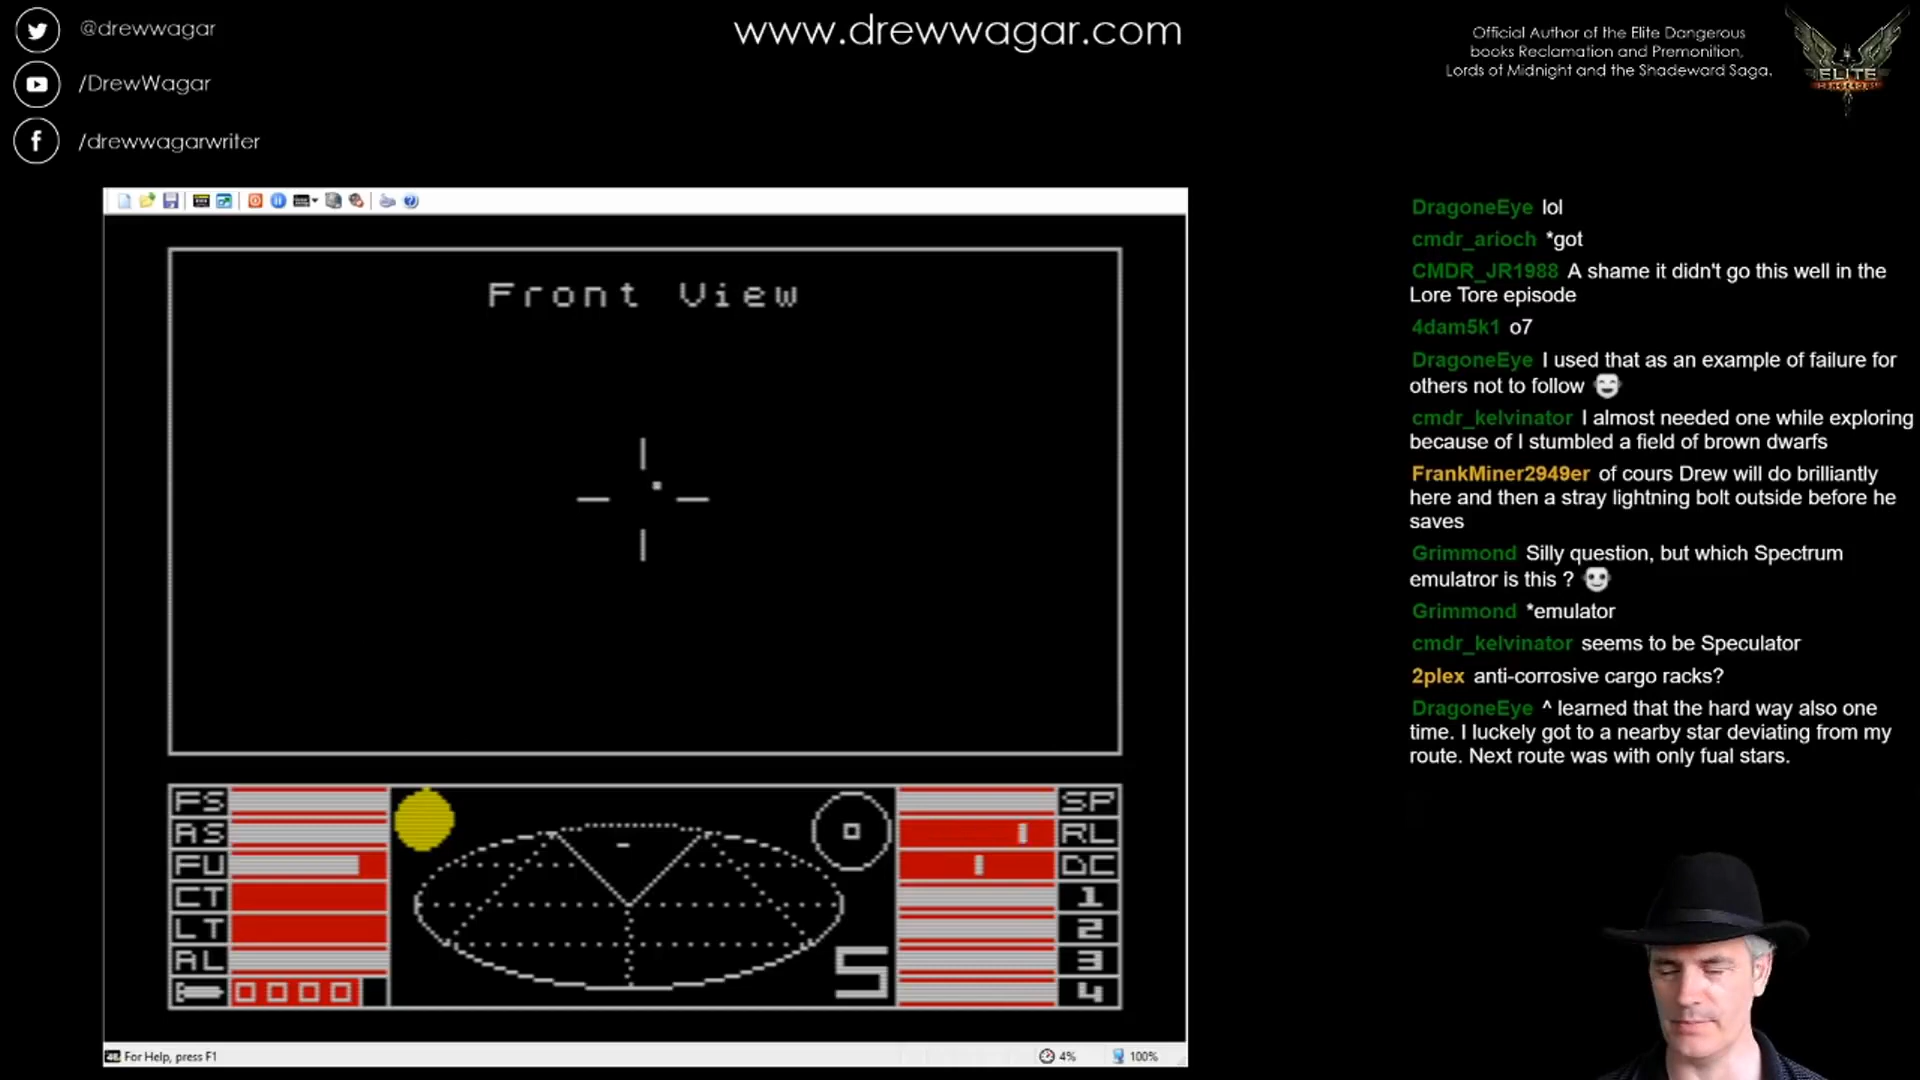 @drewwagar
/DrewWagar
/drewwagarwriter
www.drewwagar.com
Official Author of the Elite Dangerous
books Reclamation and Premonition,
Lords of Midnight and the Shadeward Saga.
ELITE
DANGEROUS
Front View
FS
AS
FU
CT
LT
AL
S
SP
RL
DC
1
2
3
4
For Help, press F1
4%
100%
DragoneEye lol
cmdr_arioch *got
CMDR_JR1988 A shame it didn't go this well in the
Lore Tore episode
4dam5k1 o7
DragoneEye I used that as an example of failure for
others not to follow
cmdr_kelvinator I almost needed one while exploring
because of I stumbled a field of brown dwarfs
FrankMiner2949er of cours Drew will do brilliantly
here and then a stray lightning bolt outside before he
saves
Grimmond Silly question, but which Spectrum
emulatror is this ?
Grimmond *emulator
cmdr_kelvinator seems to be Speculator
2plex anti-corrosive cargo racks?
DragoneEye ^ learned that the hard way also one
time. I luckely got to a nearby star deviating from my
route. Next route was with only fual stars.